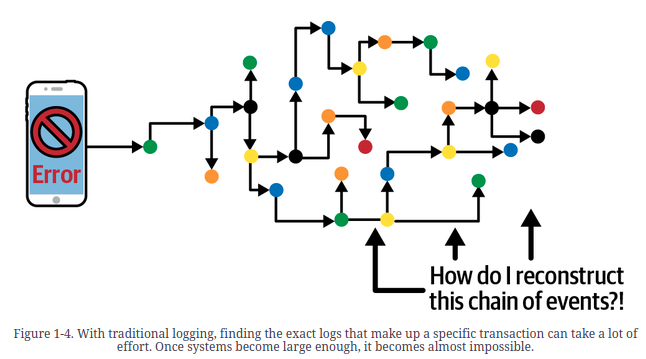 Error
How do I reconstruct
this chain of events?!
Figure 1-4. With traditional logging, finding the exact logs that make up a specific transaction can take a lot of
effort. Once systems become large enough, it becomes almost impossible.